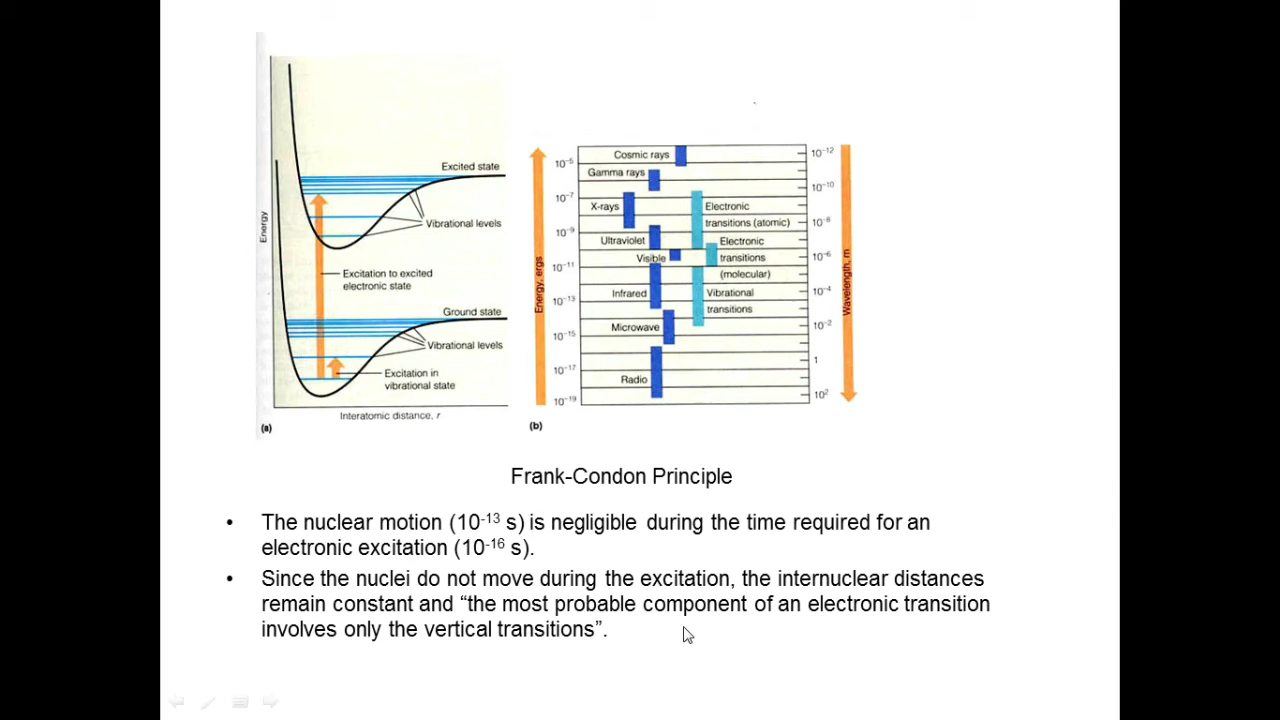 Energy
Excited state
Vibrational levels
Excitation to excited
electronic state
Ground state
Vibrational levels
Excitation in
vibrational state
Interatomic distance, r
(a)
Energy, ergs
10⁻⁵
10⁻⁷
10⁻⁹
10⁻¹¹
10⁻¹³
10⁻¹⁵
10⁻¹⁷
10⁻¹⁹
Cosmic rays
Gamma rays
X-rays
Ultraviolet
Visible
Infrared
Microwave
Radio
Electronic
transitions (atomic)
Electronic
transitions
(molecular)
Vibrational
transitions
10⁻¹²
10⁻¹⁰
10⁻⁸
10⁻⁶
10⁻⁴
10⁻²
1
10²
Wavelength, m
(b)
Frank-Condon Principle
• The nuclear motion (10⁻¹³ s) is negligible during the time required for an
electronic excitation (10⁻¹⁶ s).
• Since the nuclei do not move during the excitation, the internuclear distances
remain constant and “the most probable component of an electronic transition
involves only the vertical transitions”.